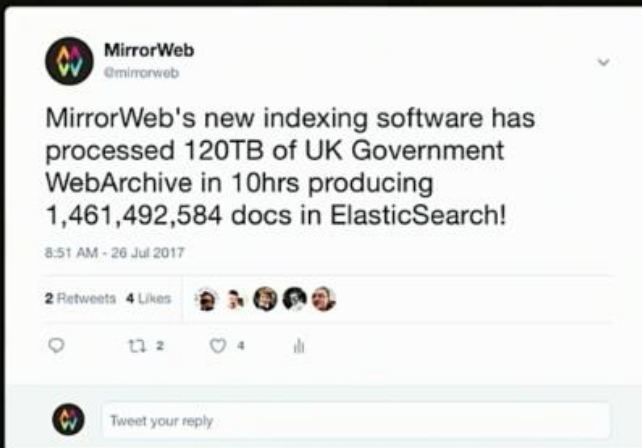 MirrorWeb
@mirrorweb
MirrorWeb's new indexing software has
processed 120TB of UK Government
WebArchive in 10hrs producing
1,461,492,584 docs in ElasticSearch!
8:51 AM - 26 Jul 2017
2 Retweets 4 Likes
2 4
Tweet your reply